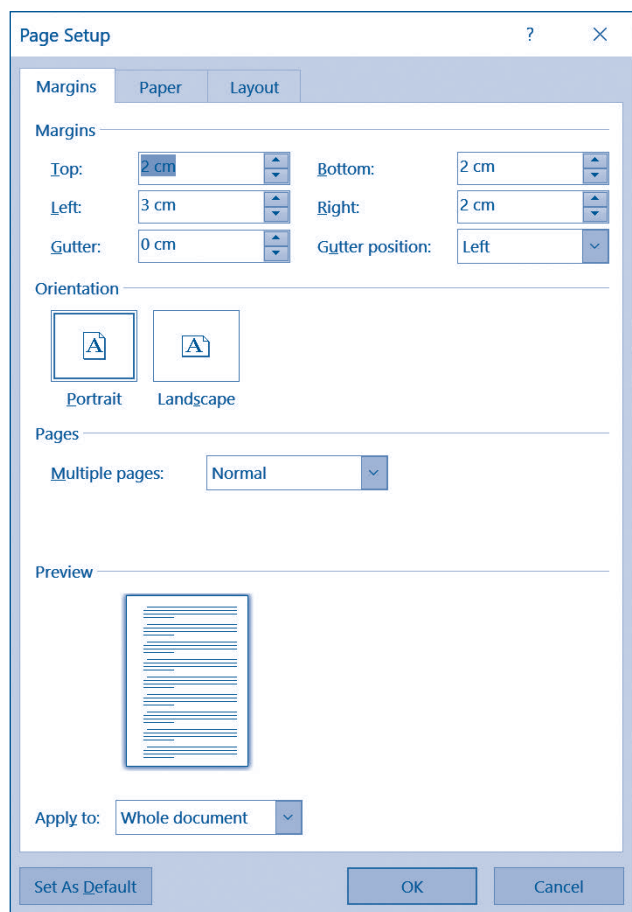 Page Setup ? ×
Margins Paper Layout
Margins
Top: 2 cm Bottom: 2 cm
Left: 3 cm Right: 2 cm
Gutter: 0 cm Gutter position: Left
Orientation
A A
Portrait Landscape
Pages
Multiple pages: Normal
Preview
Apply to: Whole document
Set As Default OK Cancel